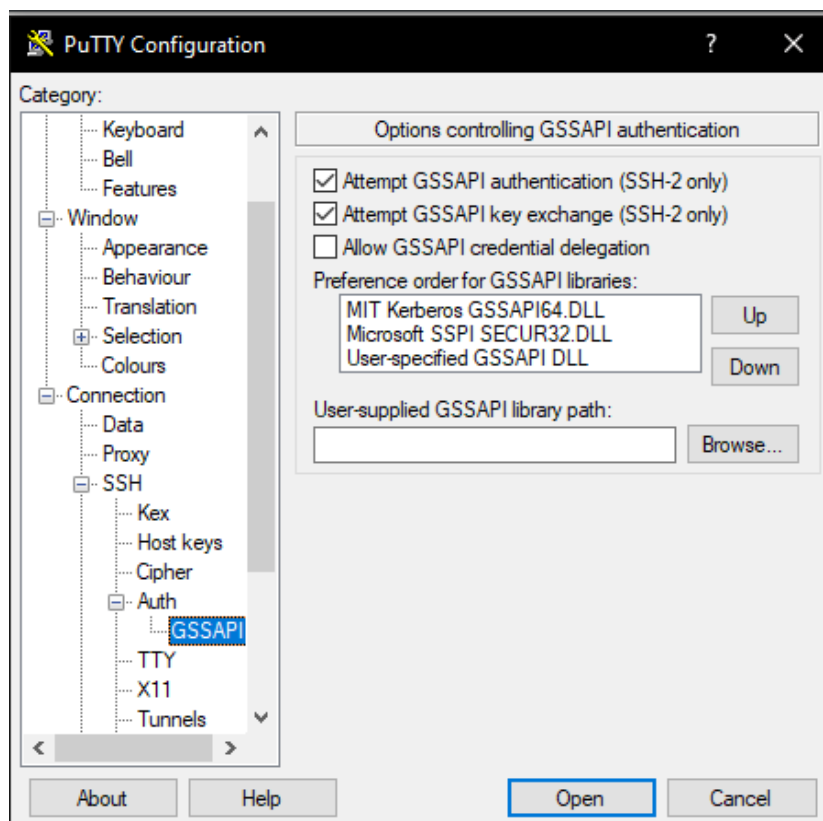 PuTTY Configuration
?
Category:
Keyboard
Bell
Features
Window
Appearance
Behaviour
Translation
Selection
Colours
Connection
Data
Proxy
SSH
Kex
Host keys
Cipher
Auth
GSSAPI
TTY
X11
Tunnels
Options controlling GSSAPI authentication
Attempt GSSAPI authentication (SSH-2 only)
Attempt GSSAPI key exchange (SSH-2 only)
Allow GSSAPI credential delegation
Preference order for GSSAPI libraries:
MIT Kerberos GSSAPI64.DLL
Microsoft SSPI SECUR32.DLL
User-specified GSSAPI DLL
Up
Down
User-supplied GSSAPI library path:
Browse...
About
Help
Open
Cancel